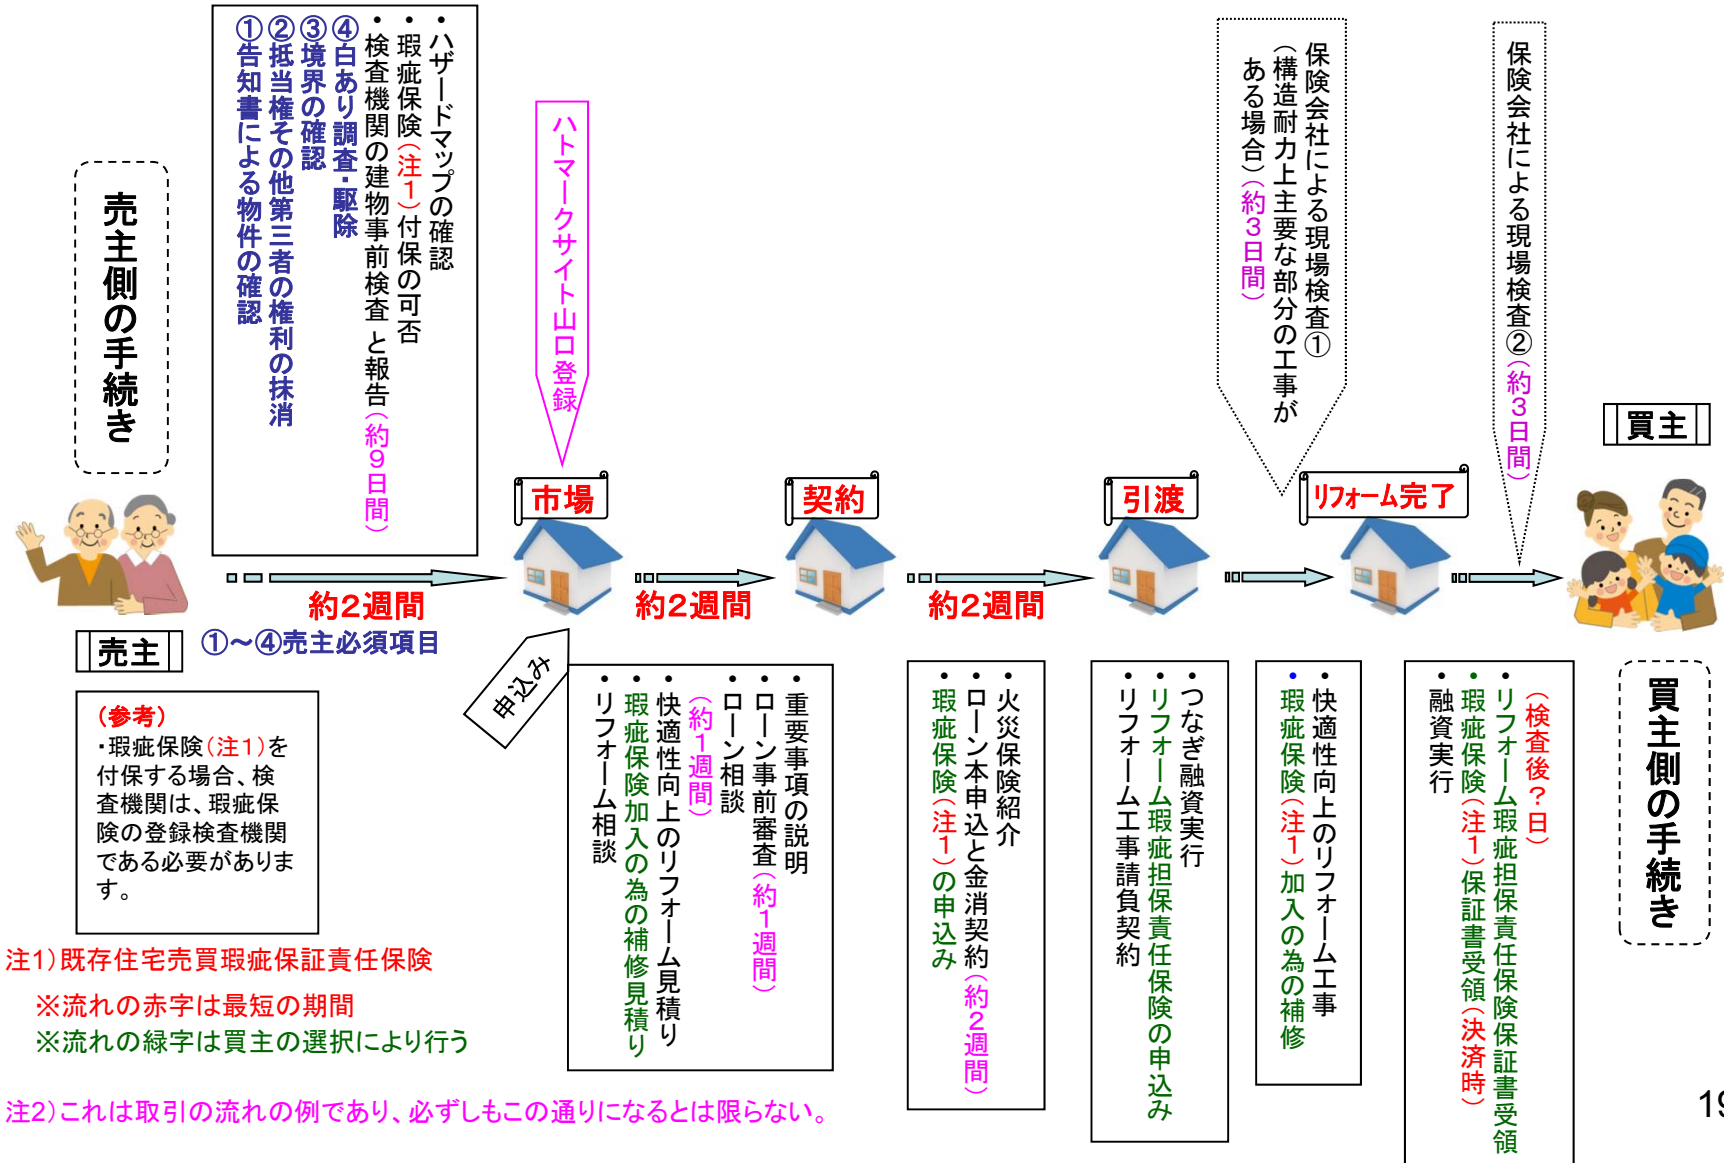 売主側の手続き
・ハザードマップの確認
・瑕疵保険(注1)付保の可否
・検査機関の建物事前検査と報告(約9日間)
④白あり調査・駆除
③境界の確認
②抵当権その他第三者の権利の抹消
①告知書による物件の確認
ハトマークサイト山口登録
保険会社による現場検査①
(構造耐力上主要な部分の工事が
ある場合)(約3日間)
保険会社による現場検査②(約3日間)
買主
市場
契約
引渡
リフォーム完了
約2週間
約2週間
約2週間
売主
①~④売主必須項目
申込み
(参考)
・瑕疵保険(注1)を
付保する場合、検
査機関は、瑕疵保
険の登録検査機関
である必要がありま
す。
・重要事項の説明
・ローン事前審査(約1週間)
・ローン相談
(約1週間)
・快適性向上のリフォーム見積り
・瑕疵保険加入の為の補修見積り
・リフォーム相談
・火災保険紹介
・ローン本申込と金消契約(約2週間)
・瑕疵保険(注1)の申込み
・つなぎ融資実行
・リフォーム瑕疵担保責任保険の申込み
・リフォーム工事請負契約
・快適性向上のリフォーム工事
・瑕疵保険(注1)加入の為の補修
(検査後?日)
・リフォーム瑕疵担保責任保険保証書受領
・瑕疵保険(注1)保証書受領(決済時)
・融資実行
買主側の手続き
注1)既存住宅売買瑕疵保証責任保険
※流れの赤字は最短の期間
※流れの緑字は買主の選択により行う
注2)これは取引の流れの例であり、必ずしもこの通りになるとは限らない。
19